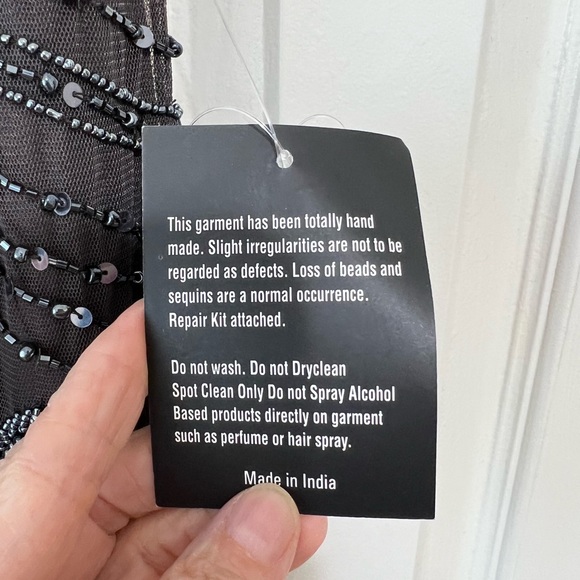 This garment has been totally hand
made. Slight irregularities are not to be
regarded as defects. Loss of beads and
sequins are a normal occurrence.
Repair Kit attached.
Do not wash. Do not Dryclean
Spot Clean Only Do not Spray Alcohol
Based products directly on garment
such as perfume or hair spray.
Made in India